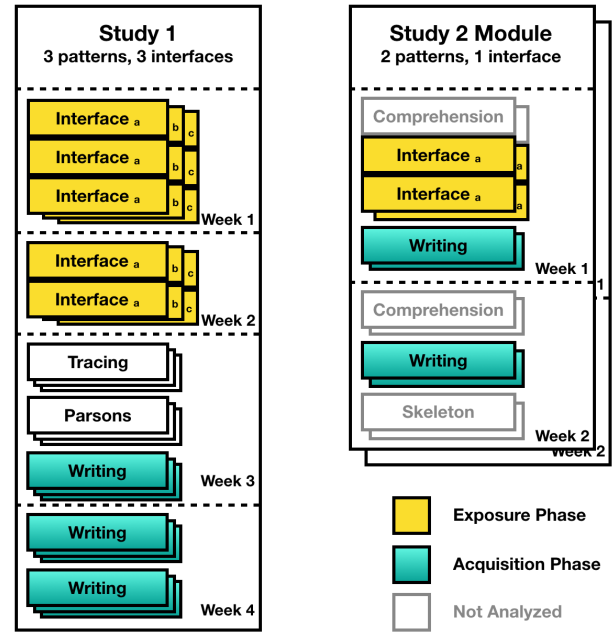 Study 1
3 patterns, 3 interfaces
Interface a b c
Interface a b c
Interface a b c
Week 1
Interface a b c
Interface a b c
Week 2
Tracing
Parsons
Writing
Week 3
Writing
Writing
Week 4
Study 2 Module
2 patterns, 1 interface
Comprehension
Interface a a
Interface a a
Writing
Week 1
1
Comprehension
Writing
Skeleton
Week 2
Week 2
Exposure Phase
Acquisition Phase
Not Analyzed